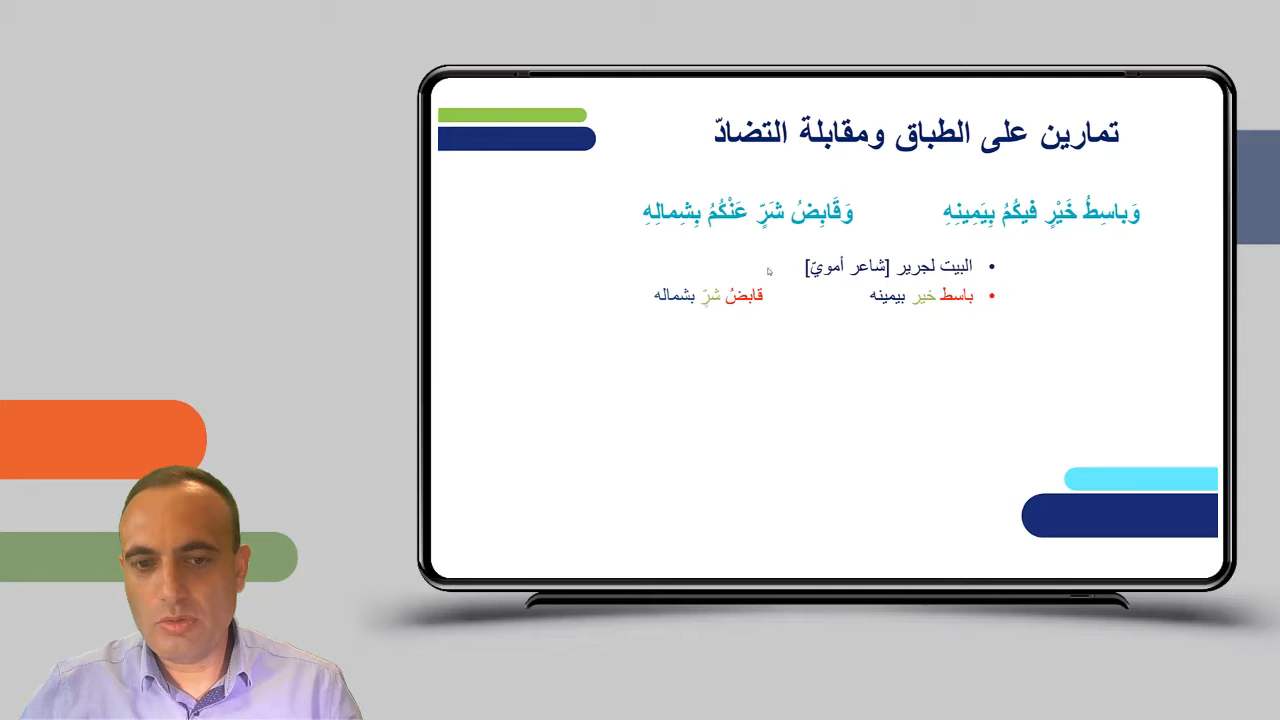 تمارين على الطباق ومقابلة التضادّ
وَباسِطُ خَيْرٍ فيكُمُ بِيَمِينِهِ وَقَابِضُ شَرٍّ عَنْكُمُ بِشِمالِهِ
• البيت لجرير [شاعر أمويّ]
• باسط خير بيمينه قابضُ شرٍّ بشماله